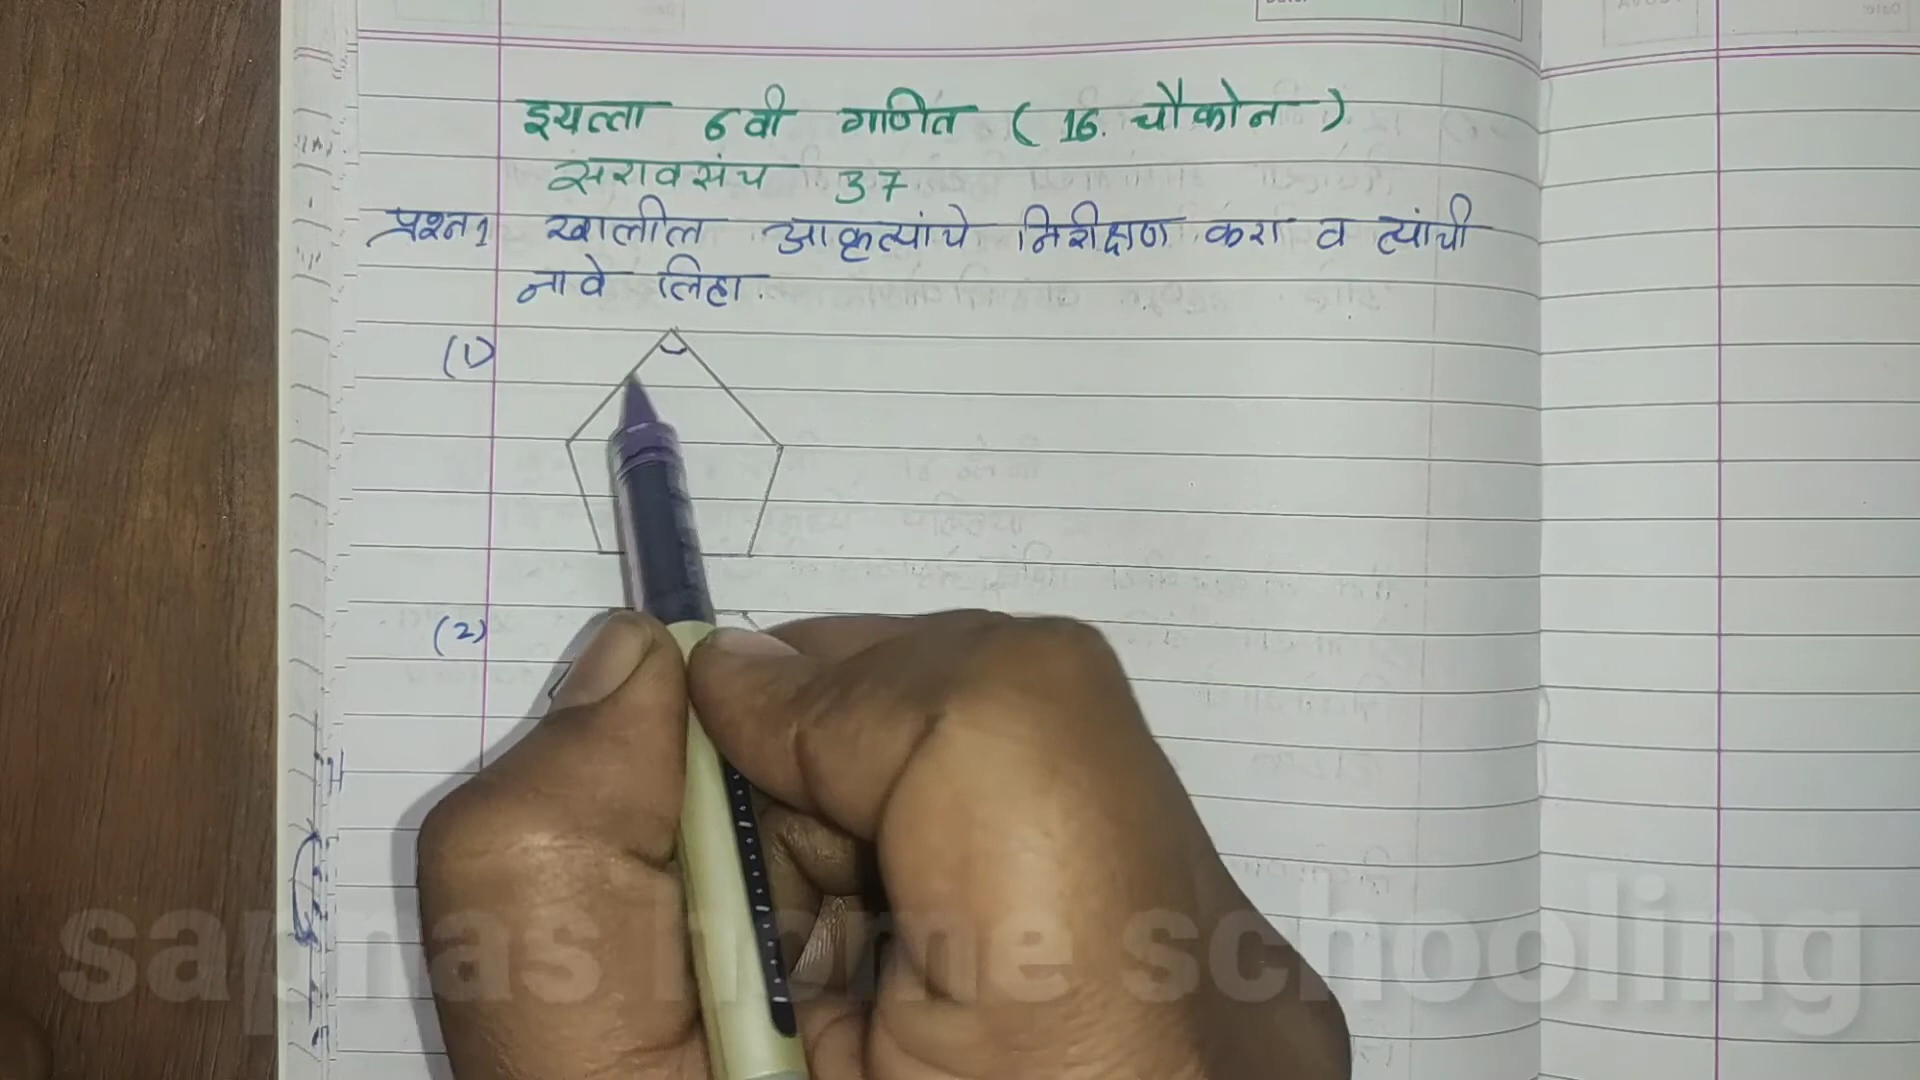 इयत्ता 6वी गणित ( 16. चौकोन )
सरावसंच 37
प्रश्न1 खालील आकृत्यांचे निरीक्षण करा व त्यांची
नावे लिहा.
(1)
(2)
sapnas home schooling